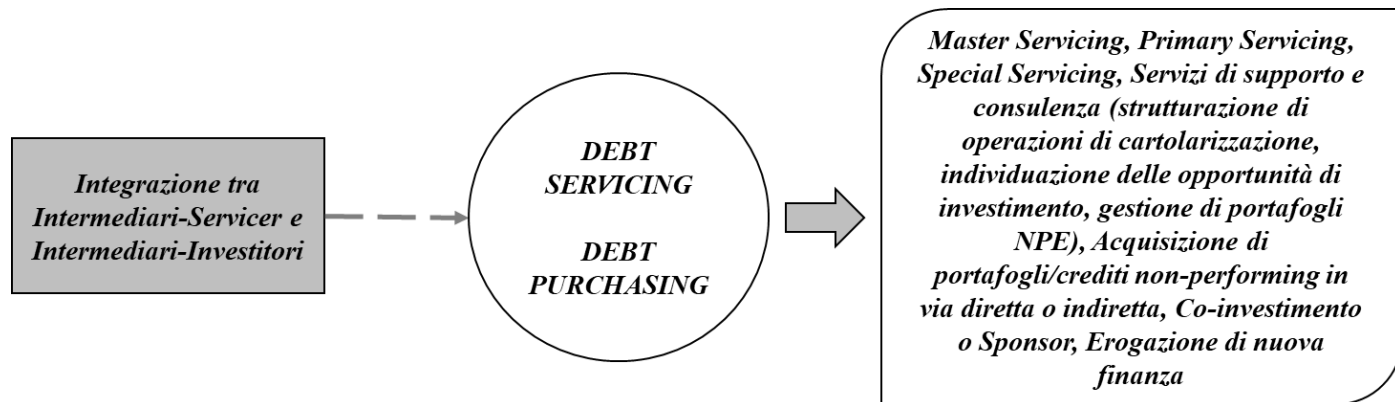 Integrazione tra
Intermediari-Servicer e
Intermediari-Investitori
DEBT
SERVICING
DEBT
PURCHASING
Master Servicing, Primary Servicing,
Special Servicing, Servizi di supporto e
consulenza (strutturazione di
operazioni di cartolarizzazione,
individuazione delle opportunità di
investimento, gestione di portafogli
NPE), Acquisizione di
portafogli/crediti non-performing in
via diretta o indiretta, Co-investimento
o Sponsor, Erogazione di nuova
finanza